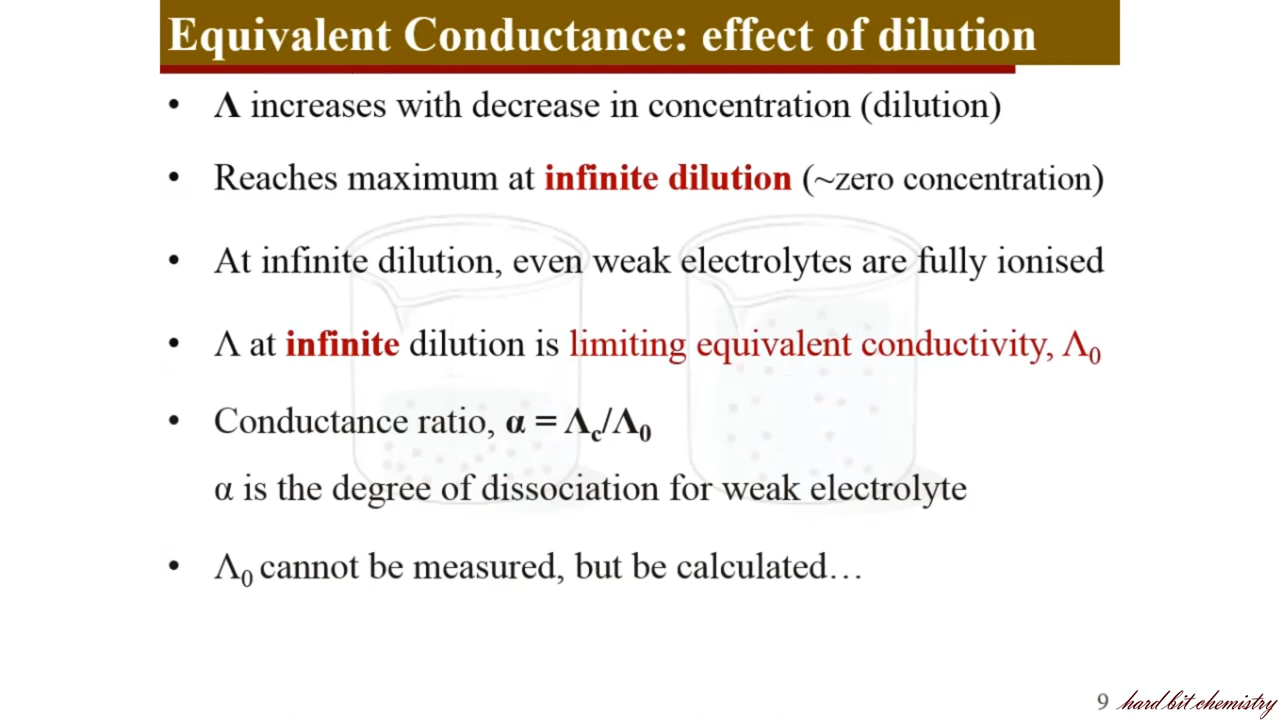 Equivalent Conductance: effect of dilution
• Λ increases with decrease in concentration (dilution)
• Reaches maximum at infinite dilution (~zero concentration)
• At infinite dilution, even weak electrolytes are fully ionised
• Λ at infinite dilution is limiting equivalent conductivity, Λ₀
• Conductance ratio, α = Λc/Λ₀
α is the degree of dissociation for weak electrolyte
• Λ₀ cannot be measured, but be calculated…
9 hard bit chemistry